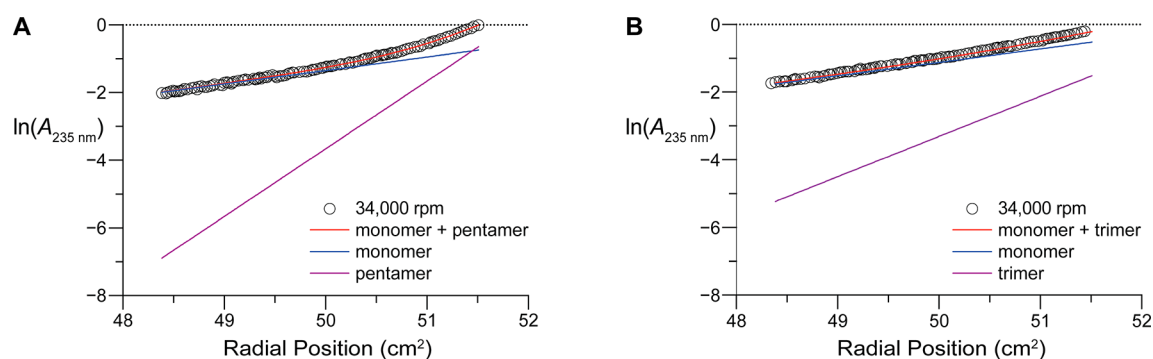 A
0
−2
−4
−6
−8
ln(A235 nm)
34,000 rpm
monomer + pentamer
monomer
pentamer
48 49 50 51 52
Radial Position (cm²)
B
0
−2
−4
−6
−8
ln(A235 nm)
34,000 rpm
monomer + trimer
monomer
trimer
48 49 50 51 52
Radial Position (cm²)